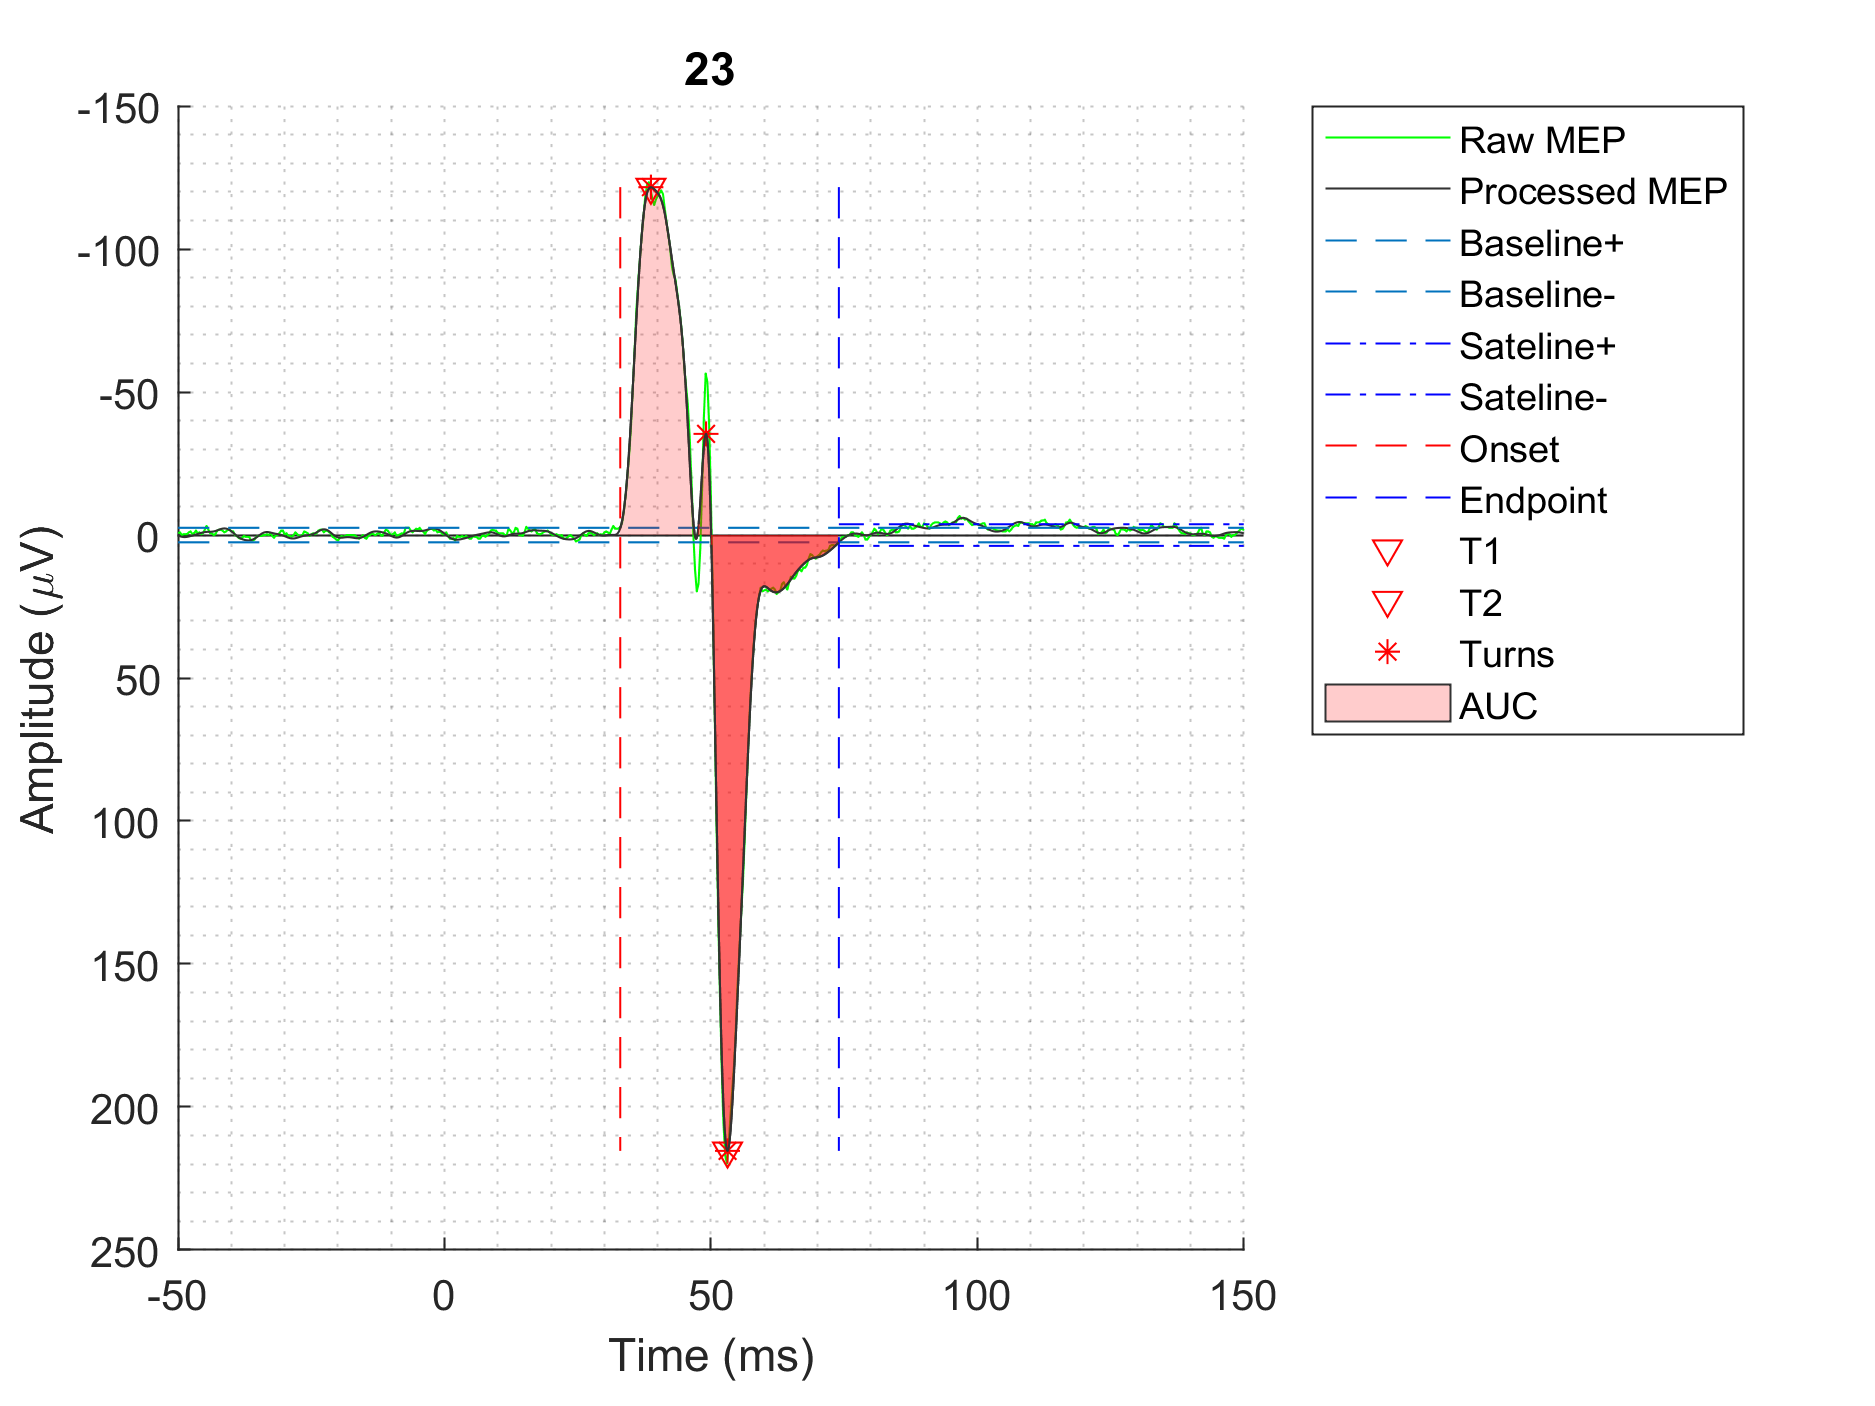 23
-150
-100
-50
0
50
100
150
200
250
Amplitude (μV)
-50 0 50 100 150
Time (ms)
Raw MEP
Processed MEP
Baseline+
Baseline-
Sateline+
Sateline-
Onset
Endpoint
T1
T2
Turns
AUC